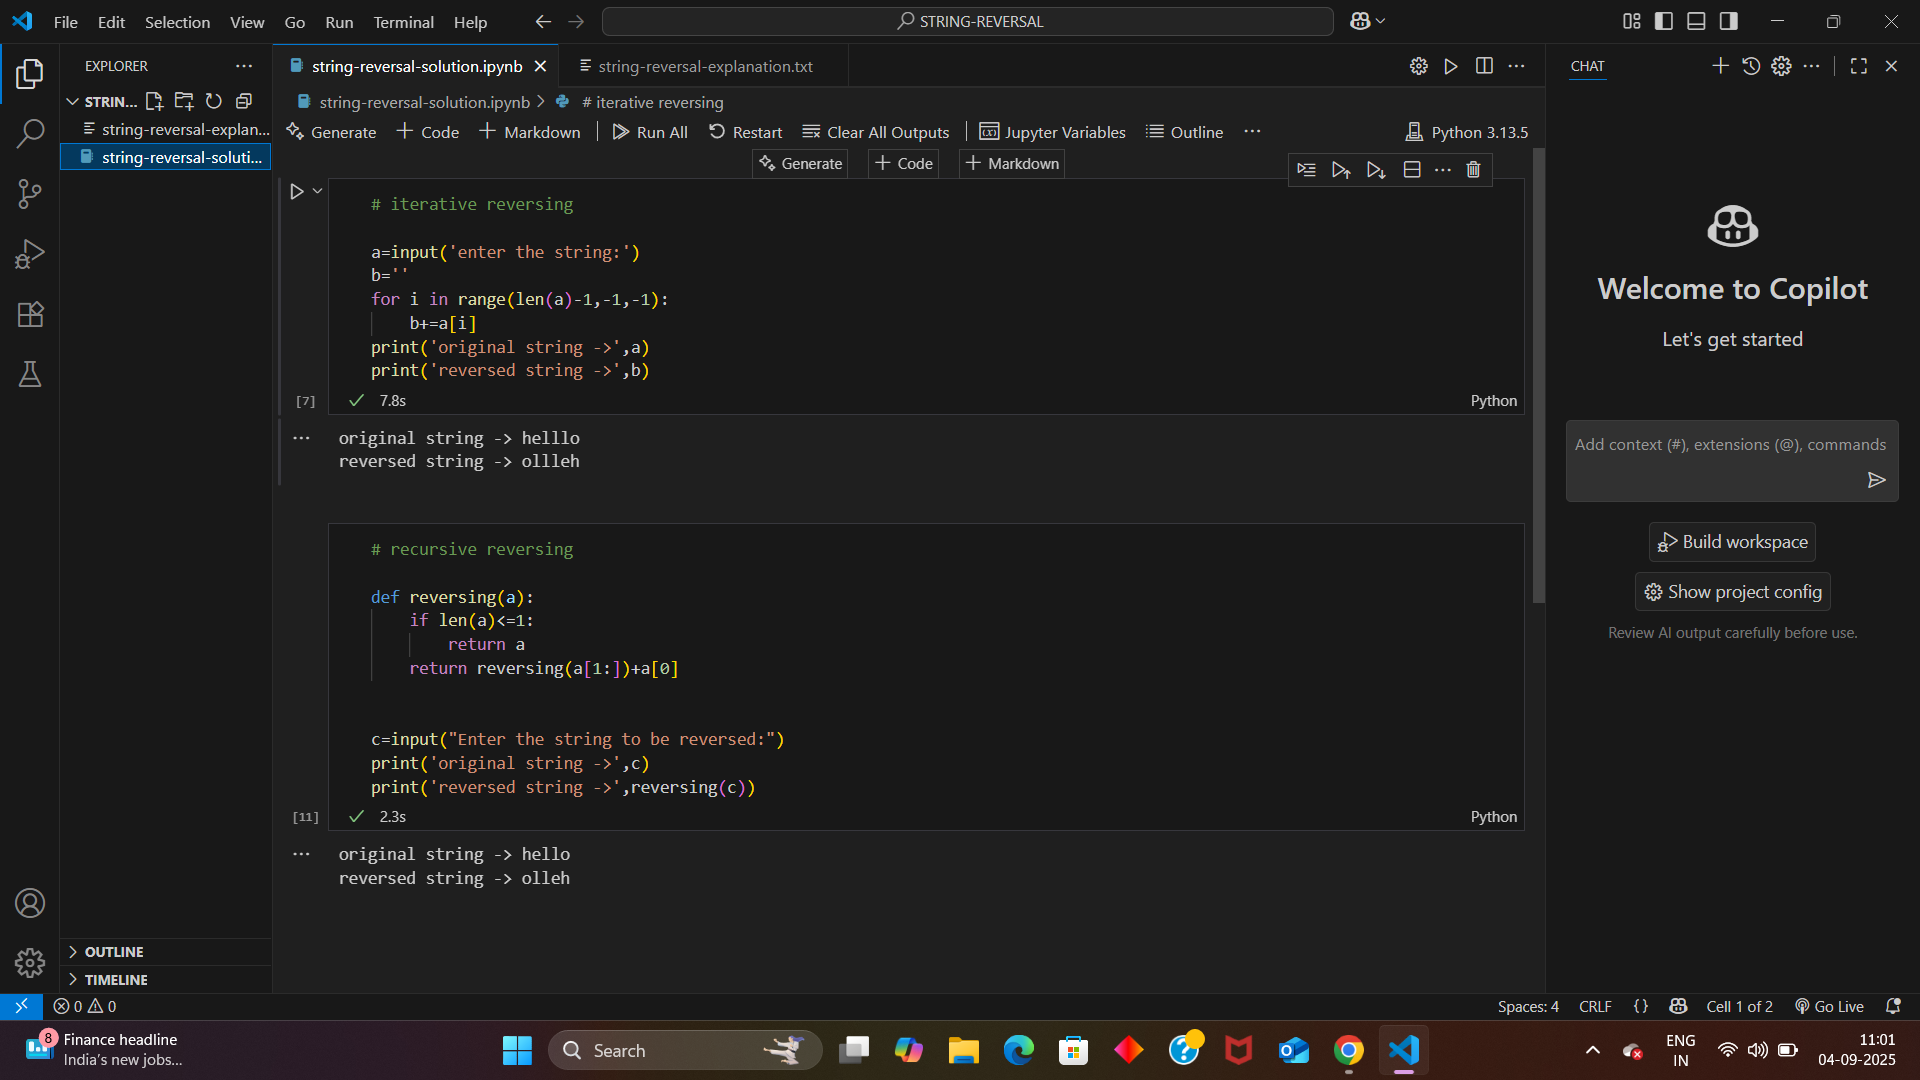 File Edit Selection View Go Run Terminal Help
STRING-REVERSAL
EXPLORER
STRIN...
string-reversal-explan...
string-reversal-soluti...
OUTLINE
TIMELINE
string-reversal-solution.ipynb
string-reversal-explanation.txt
string-reversal-solution.ipynb > # iterative reversing
Generate + Code + Markdown Run All Restart Clear All Outputs Jupyter Variables Outline ... Python 3.13.5
Generate + Code + Markdown
# iterative reversing
a=input('enter the string:')
b=''
for i in range(len(a)-1,-1,-1):
    b+=a[i]
print('original string ->',a)
print('reversed string ->',b)
[7] 7.8s Python
original string -> helllo
reversed string -> ollleh
# recursive reversing
def reversing(a):
    if len(a)<=1:
        return a
    return reversing(a[1:])+a[0]
c=input("Enter the string to be reversed:")
print('original string ->',c)
print('reversed string ->',reversing(c))
[11] 2.3s Python
original string -> hello
reversed string -> olleh
CHAT
Welcome to Copilot
Let's get started
Add context (#), extensions (@), commands
Build workspace
Show project config
Review AI output carefully before use.
0 0 Spaces: 4 CRLF {} Cell 1 of 2 Go Live
8 Finance headline
India's new jobs...
Search
ENG
IN
11:01
04-09-2025